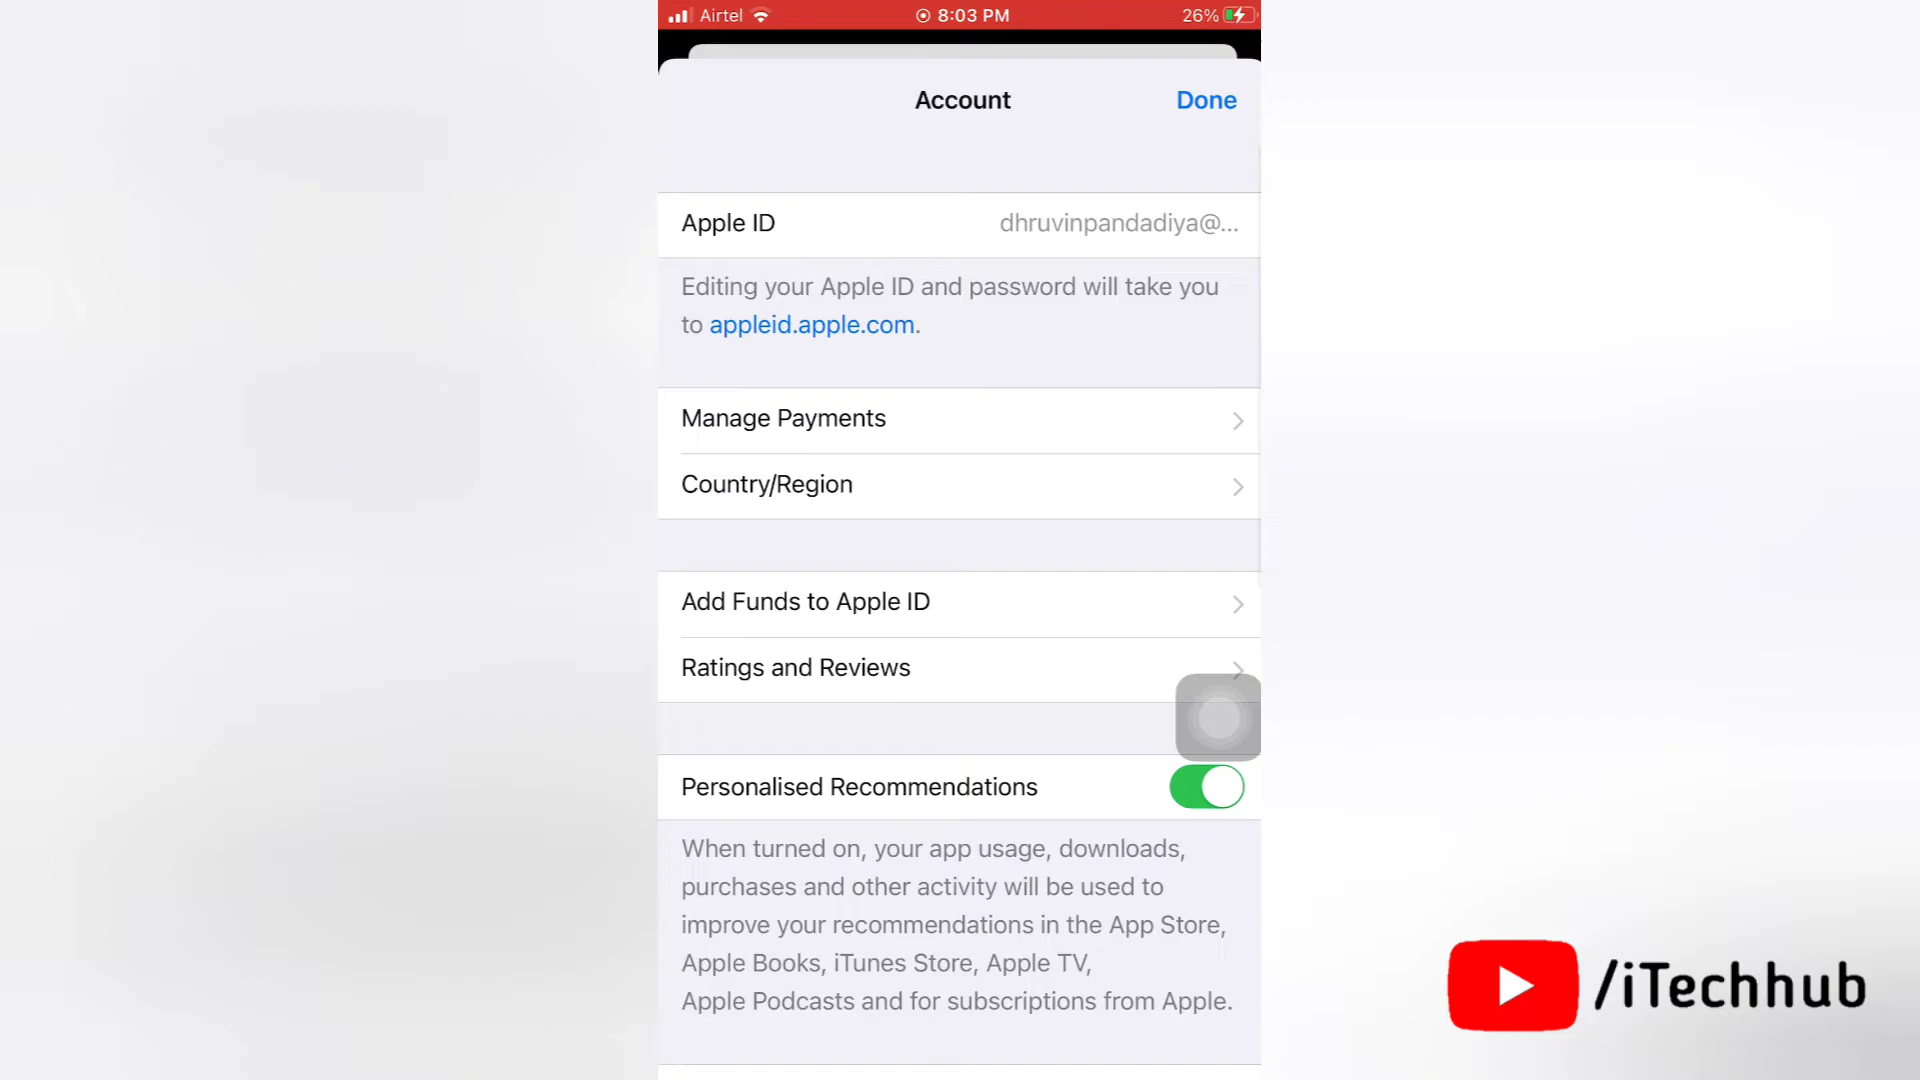 Airtel 8:03 PM 26%
Account Done
Apple ID dhruvinpandadiya@...
Editing your Apple ID and password will take you
to appleid.apple.com.
Manage Payments
Country/Region
Add Funds to Apple ID
Ratings and Reviews
Personalised Recommendations
When turned on, your app usage, downloads,
purchases and other activity will be used to
improve your recommendations in the App Store,
Apple Books, iTunes Store, Apple TV,
Apple Podcasts and for subscriptions from Apple.
/iTechhub